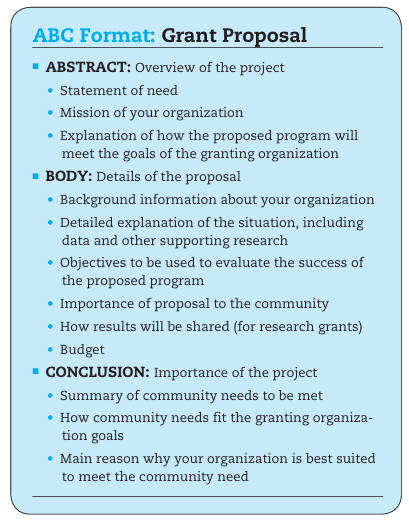 ABC Format: Grant Proposal
■ ABSTRACT: Overview of the project
• Statement of need
• Mission of your organization
• Explanation of how the proposed program will
meet the goals of the granting organization
■ BODY: Details of the proposal
• Background information about your organization
• Detailed explanation of the situation, including
data and other supporting research
• Objectives to be used to evaluate the success of
the proposed program
• Importance of proposal to the community
• How results will be shared (for research grants)
• Budget
■ CONCLUSION: Importance of the project
• Summary of community needs to be met
• How community needs fit the granting organiza-
tion goals
• Main reason why your organization is best suited
to meet the community need